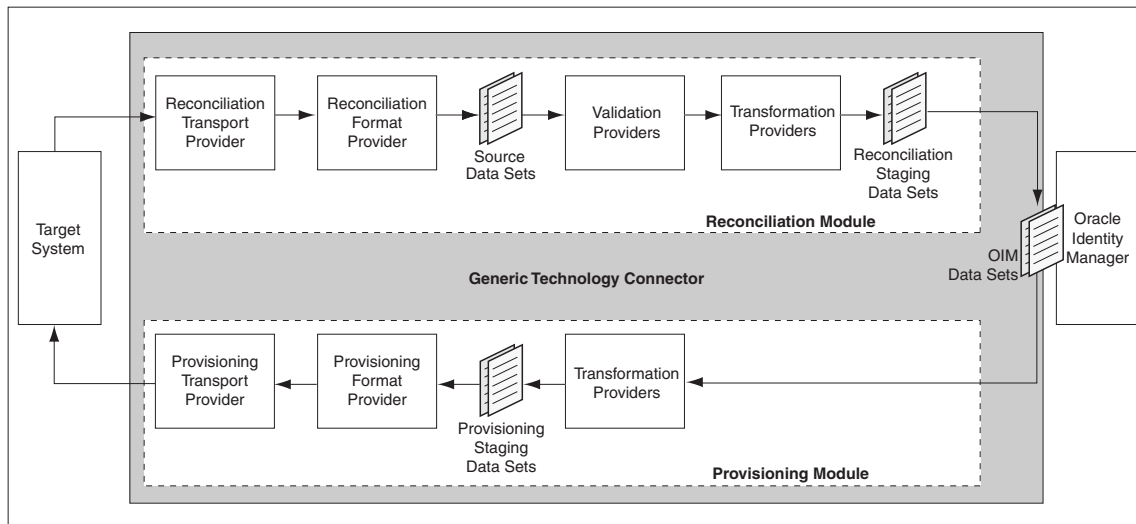 Reconciliation
Transport
Provider
Reconciliation
Format
Provider
Source
Data Sets
Validation
Providers
Transformation
Providers
Reconciliation
Staging
Data Sets
Reconciliation Module
Target
System
Generic Technology Connector
OIM
Data Sets
Oracle
Identity
Manager
Provisioning
Transport
Provider
Provisioning
Format
Provider
Provisioning
Staging
Data Sets
Transformation
Providers
Provisioning Module